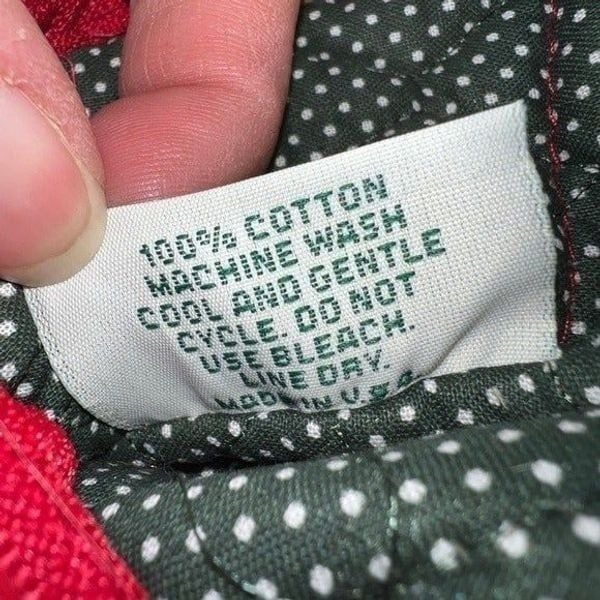 100% COTTON
MACHINE WASH
COOL AND GENTLE
CYCLE. DO NOT
USE BLEACH.
LINE DRY.
MADE IN U.S.A.